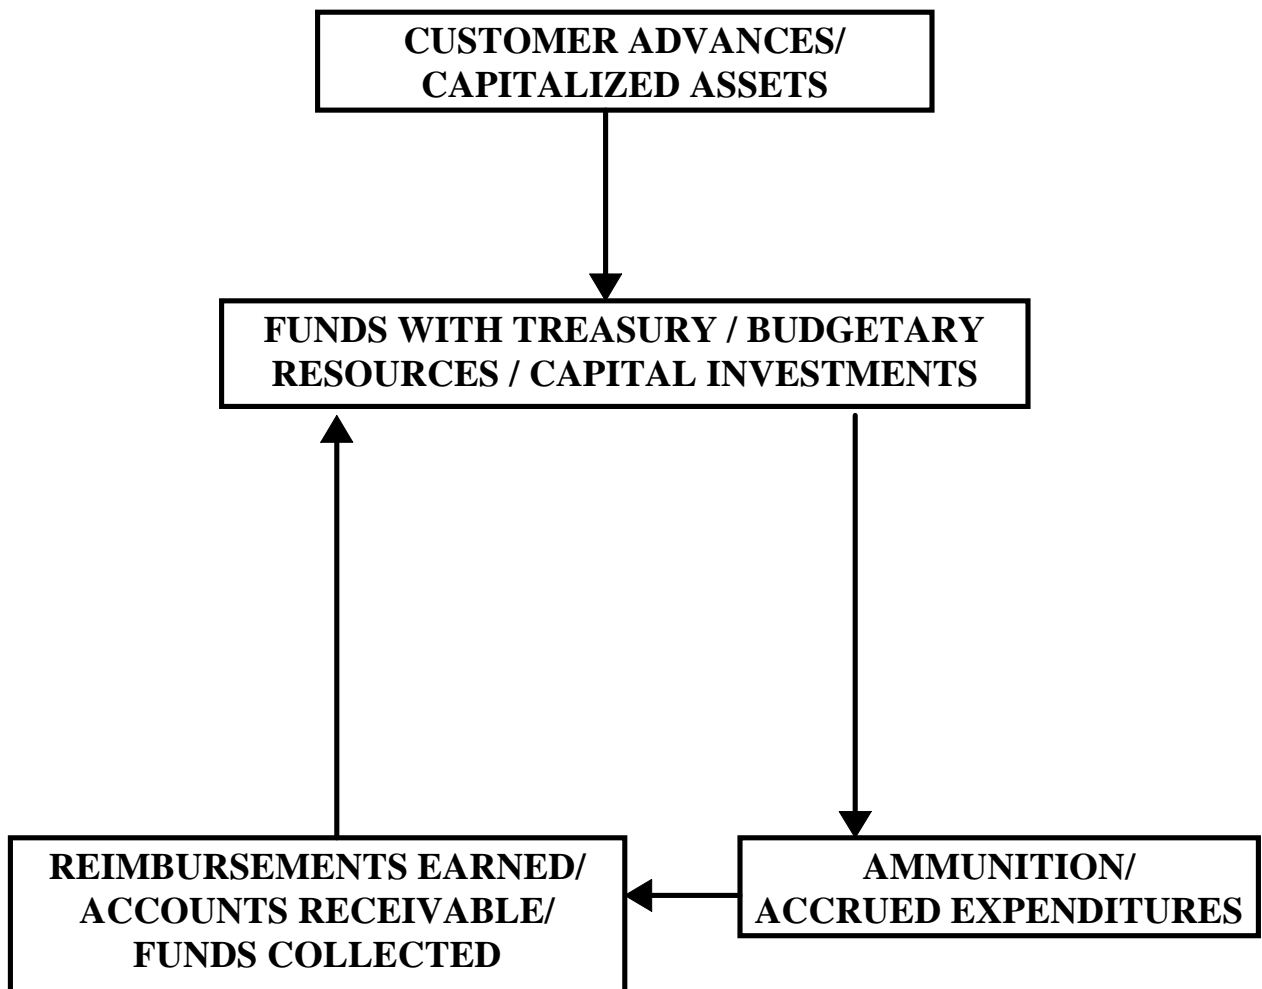 CUSTOMER ADVANCES/
CAPITALIZED ASSETS
FUNDS WITH TREASURY / BUDGETARY
RESOURCES / CAPITAL INVESTMENTS
REIMBURSEMENTS EARNED/
ACCOUNTS RECEIVABLE/
FUNDS COLLECTED
AMMUNITION/
ACCRUED EXPENDITURES